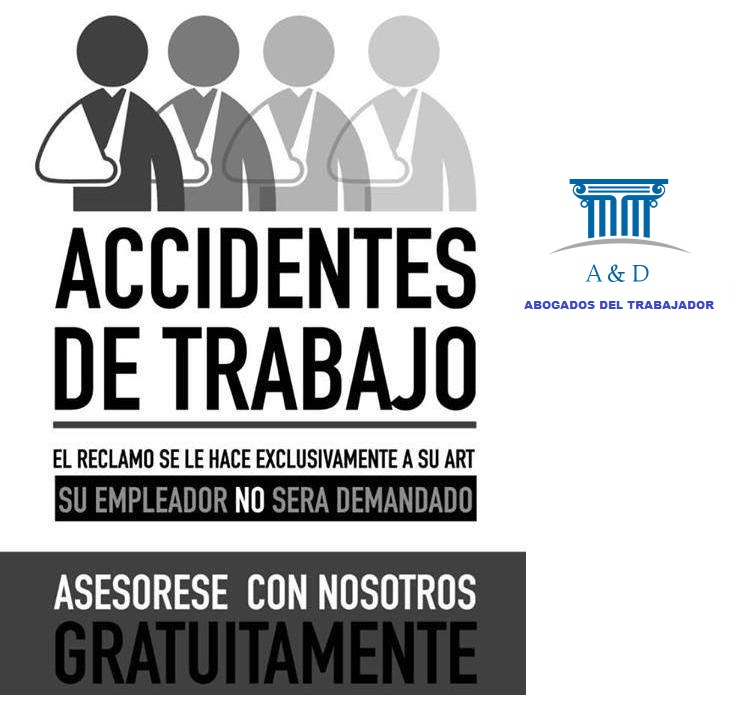 ACCIDENTES
DE TRABAJO
EL RECLAMO SE LE HACE EXCLUSIVAMENTE A SU ART
SU EMPLEADOR NO SERA DEMANDADO
ASESORESE CON NOSOTROS
GRATUITAMENTE
A & D
ABOGADOS DEL TRABAJADOR